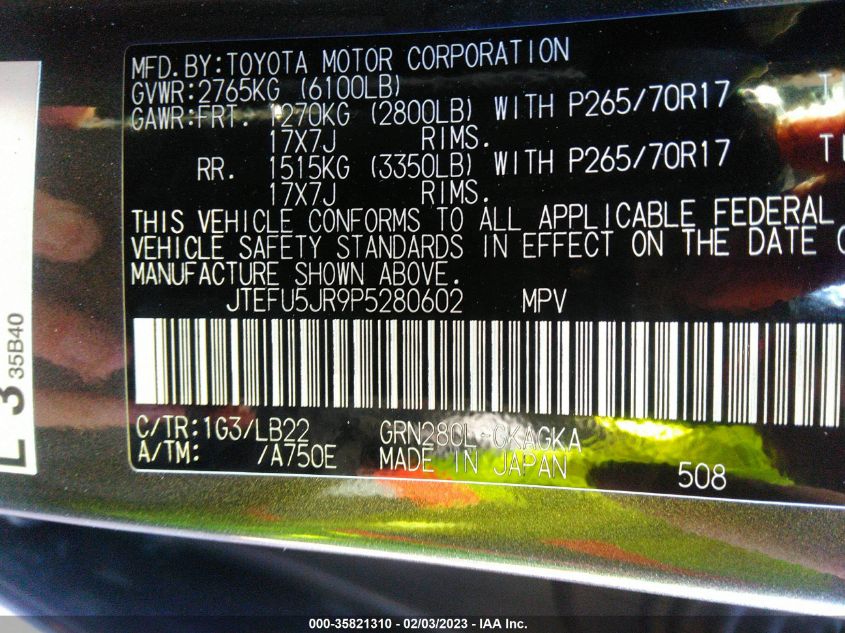 MFD.BY:TOYOTA MOTOR CORPORATION
GVWR:2765KG (6100LB)
GAWR:FRT. 1270KG (2800LB) WITH P265/70R17
17X7J RIMS.
RR. 1515KG (3350LB) WITH P265/70R17
17X7J RIMS.
THIS VEHICLE CONFORMS TO ALL APPLICABLE FEDERAL
VEHICLE SAFETY STANDARDS IN EFFECT ON THE DATE
MANUFACTURE SHOWN ABOVE.
JTEFU5JR9P5280602 MPV
C/TR:1G3/LB22 GRN280L-GKAGKA
A/TM: /A750E MADE IN JAPAN 508
3 35B40
000-35821310 - 02/03/2023 - IAA Inc.